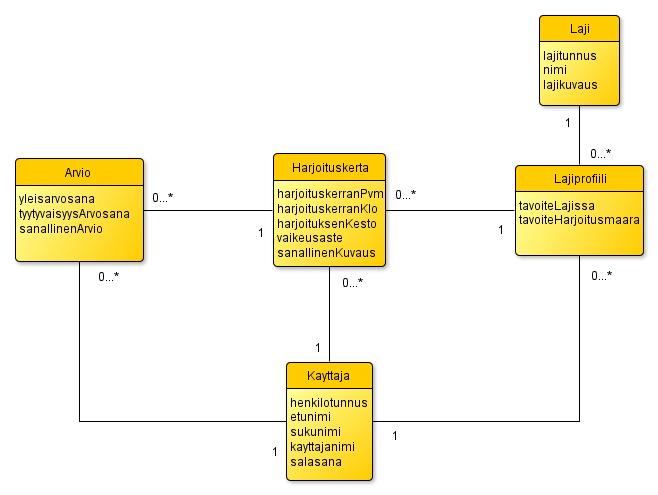 Laji
lajitunnus
nimi
lajikuvaus
1
0...*
Arvio
yleisarvosana
tyytyvaisyysArvosana
sanallinenArvio
0...*
1
0...*
Harjoituskerta
harjoituskerranPvm
harjoituskerranKlo
harjoituksenKesto
vaikeusaste
sanallinenKuvaus
0...*
1
0...*
Lajiprofiili
tavoiteLajissa
tavoiteHarjoitusmaara
0...*
1
Kayttaja
henkilotunnus
etunimi
sukunimi
kayttajanimi
salasana
1
1